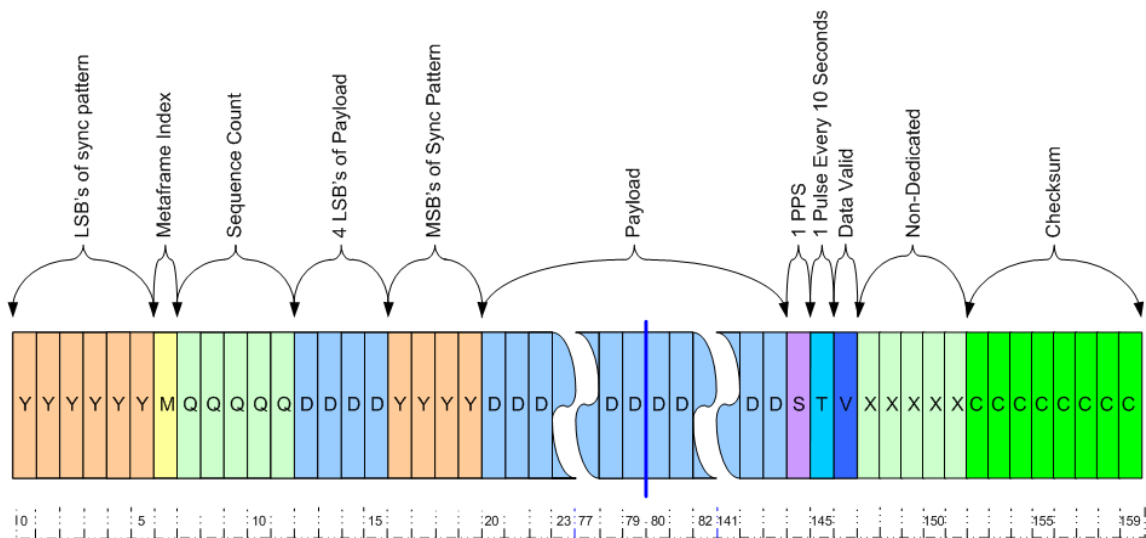 LSB's of sync pattern
Metaframe Index
Sequence Count
4 LSB's of Payload
MSB's of Sync Pattern
Payload
1 PPS
1 Pulse Every 10 Seconds
Data Valid
Non-Dedicated
Checksum
Y Y Y Y Y Y M Q Q Q Q Q D D D D Y Y Y Y D D D D D D D D D S T V X X X X X C C C C C C C C
0 5 10 15 20 23 77 79 80 82 141 145 150 155 159